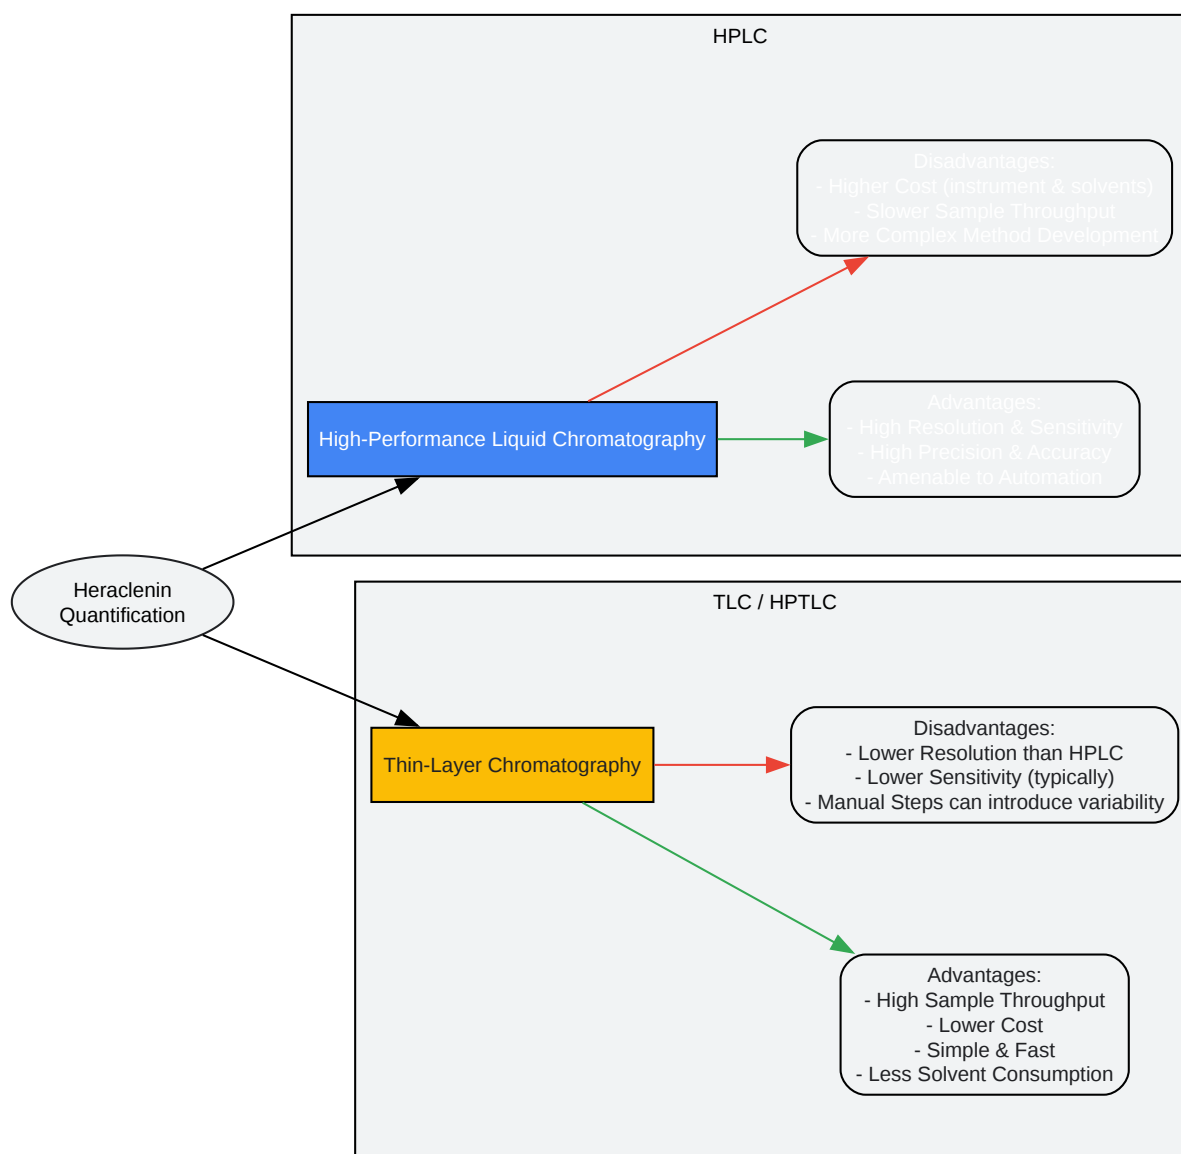 HPLC
Disadvantages:
- Higher Cost (instrument & solvents)
- Slower Sample Throughput
- More Complex Method Development
High-Performance Liquid Chromatography
Advantages:
- High Resolution & Sensitivity
- High Precision & Accuracy
- Amenable to Automation
Heraclenin
Quantification
TLC / HPTLC
Thin-Layer Chromatography
Disadvantages:
- Lower Resolution than HPLC
- Lower Sensitivity (typically)
- Manual Steps can introduce variability
Advantages:
- High Sample Throughput
- Lower Cost
- Simple & Fast
- Less Solvent Consumption